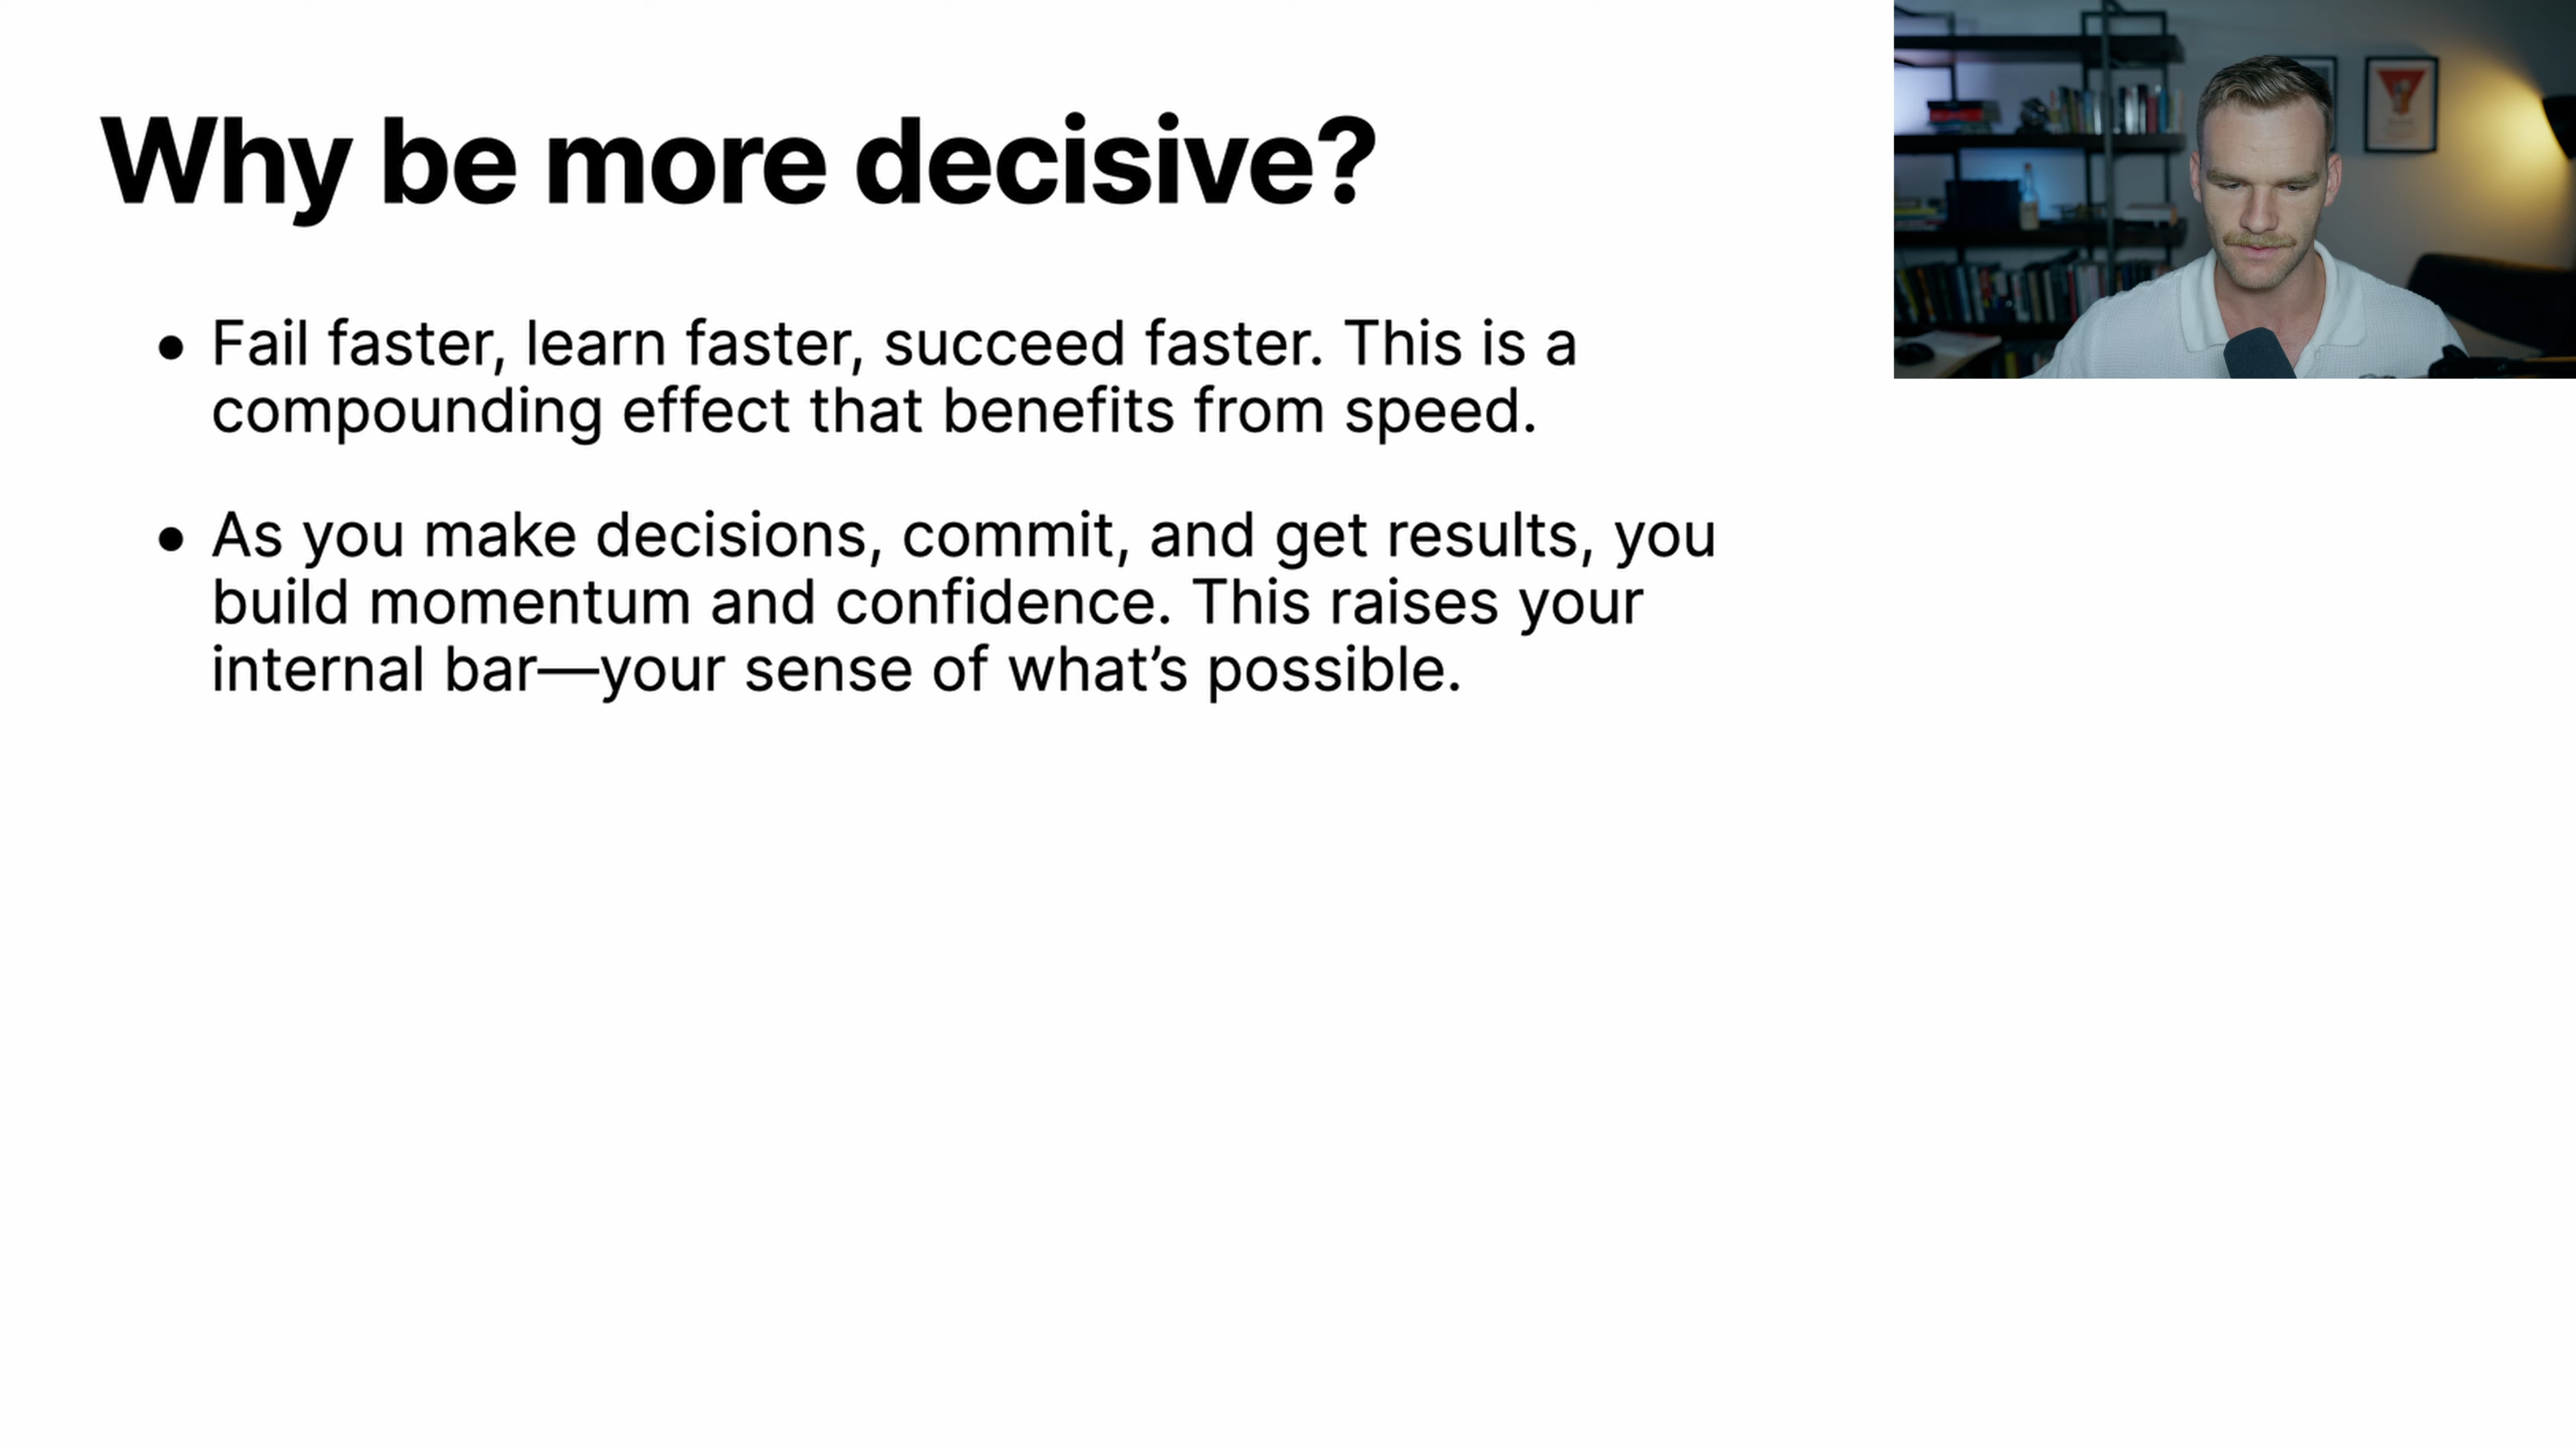 Why be more decisive?
• Fail faster, learn faster, succeed faster. This is a
compounding effect that benefits from speed.
• As you make decisions, commit, and get results, you
build momentum and confidence. This raises your
internal bar—your sense of what’s possible.